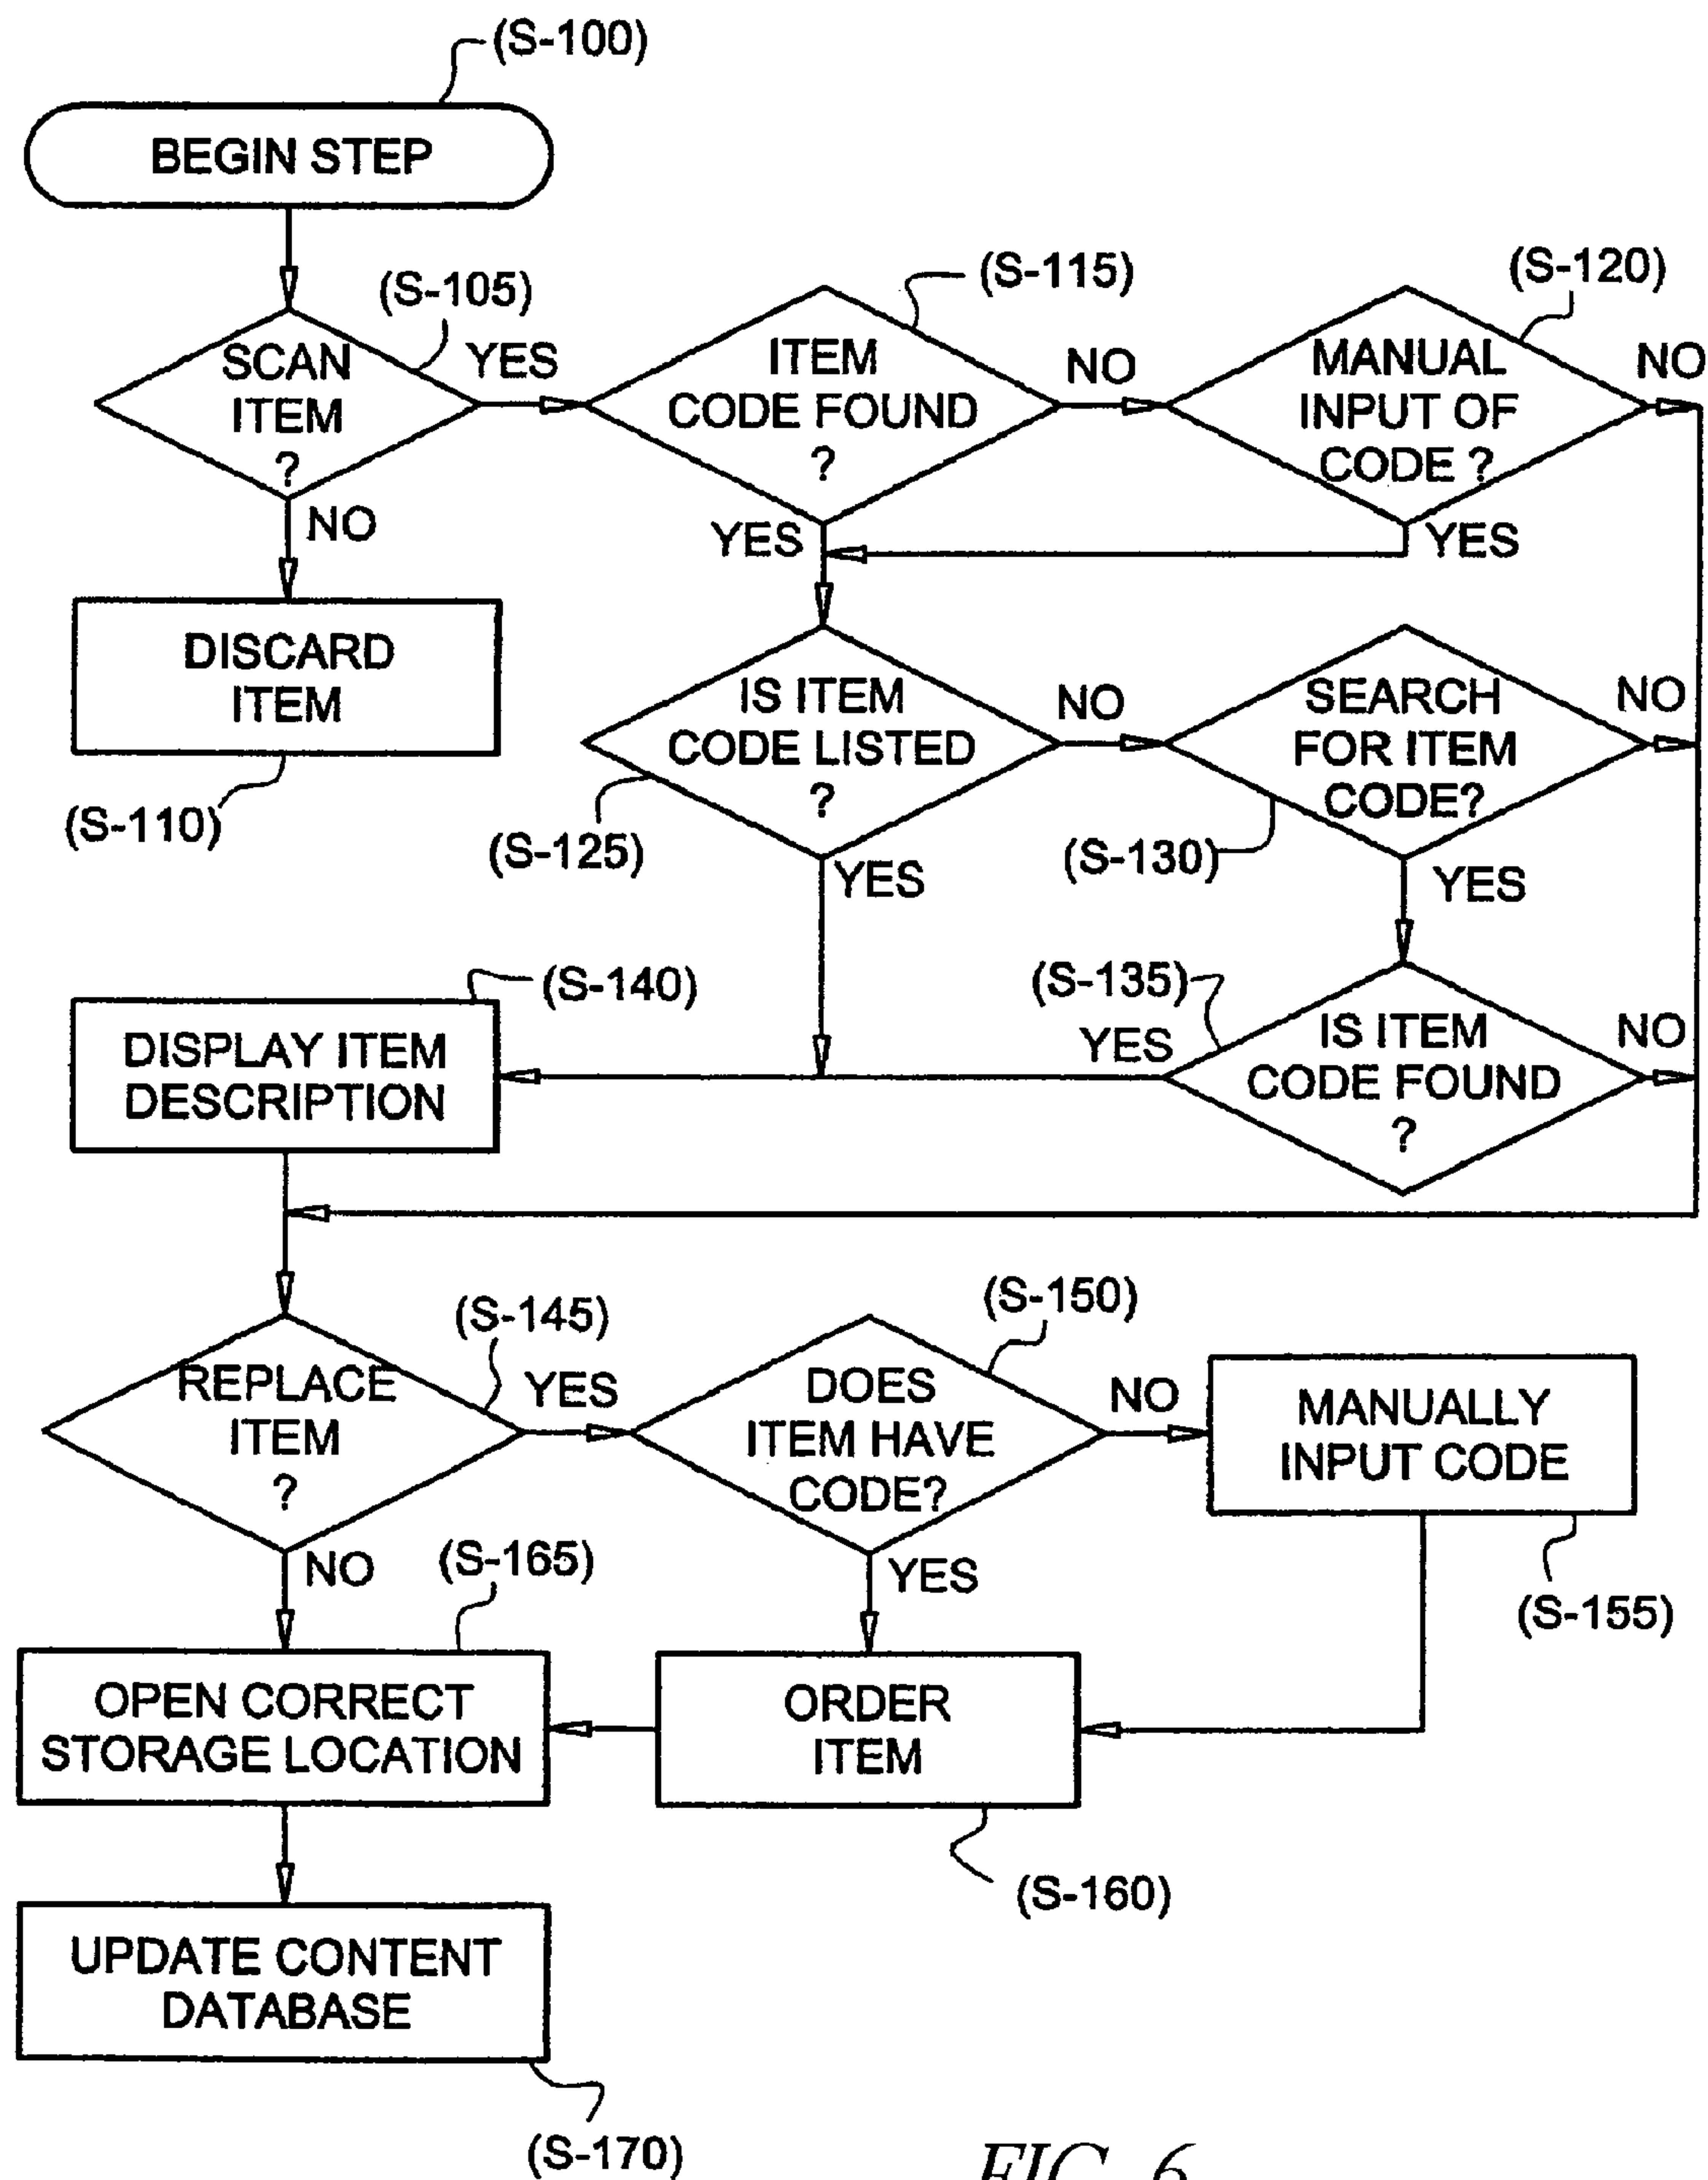 (S-100)
BEGIN STEP
(S-105)
SCAN
ITEM
?
YES
NO
(S-115)
ITEM
CODE FOUND
?
NO
YES
(S-120)
MANUAL
INPUT OF
CODE ?
NO
YES
DISCARD
ITEM
(S-110)
IS ITEM
CODE LISTED
?
NO
(S-125)
YES
SEARCH
FOR ITEM
CODE?
NO
(S-130)
YES
(S-135)
IS ITEM
CODE FOUND
?
YES
NO
(S-140)
DISPLAY ITEM
DESCRIPTION
(S-145)
REPLACE
ITEM
?
YES
NO
(S-150)
DOES
ITEM HAVE
CODE?
NO
YES
MANUALLY
INPUT CODE
(S-155)
(S-165)
OPEN CORRECT
STORAGE LOCATION
ORDER
ITEM
(S-160)
UPDATE CONTENT
DATABASE
(S-170)
FIG. 6